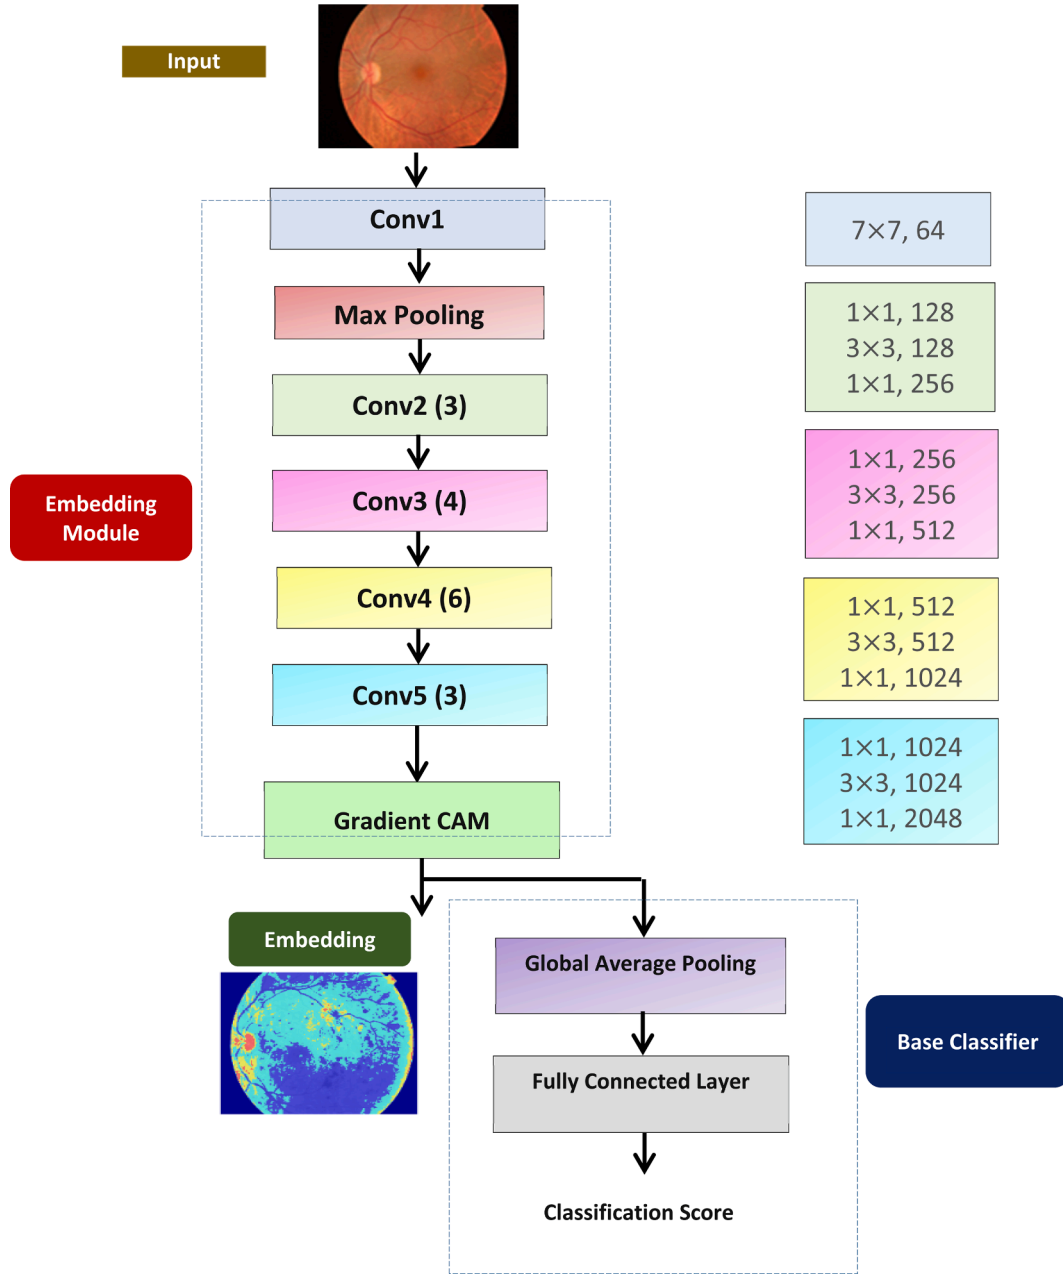 Input
Conv1
7×7, 64
Max Pooling
1×1, 128
3×3, 128
1×1, 256
Conv2 (3)
Conv3 (4)
1×1, 256
3×3, 256
1×1, 512
Embedding
Module
Conv4 (6)
1×1, 512
3×3, 512
1×1, 1024
Conv5 (3)
1×1, 1024
3×3, 1024
1×1, 2048
Gradient CAM
Embedding
Global Average Pooling
Base Classifier
Fully Connected Layer
Classification Score